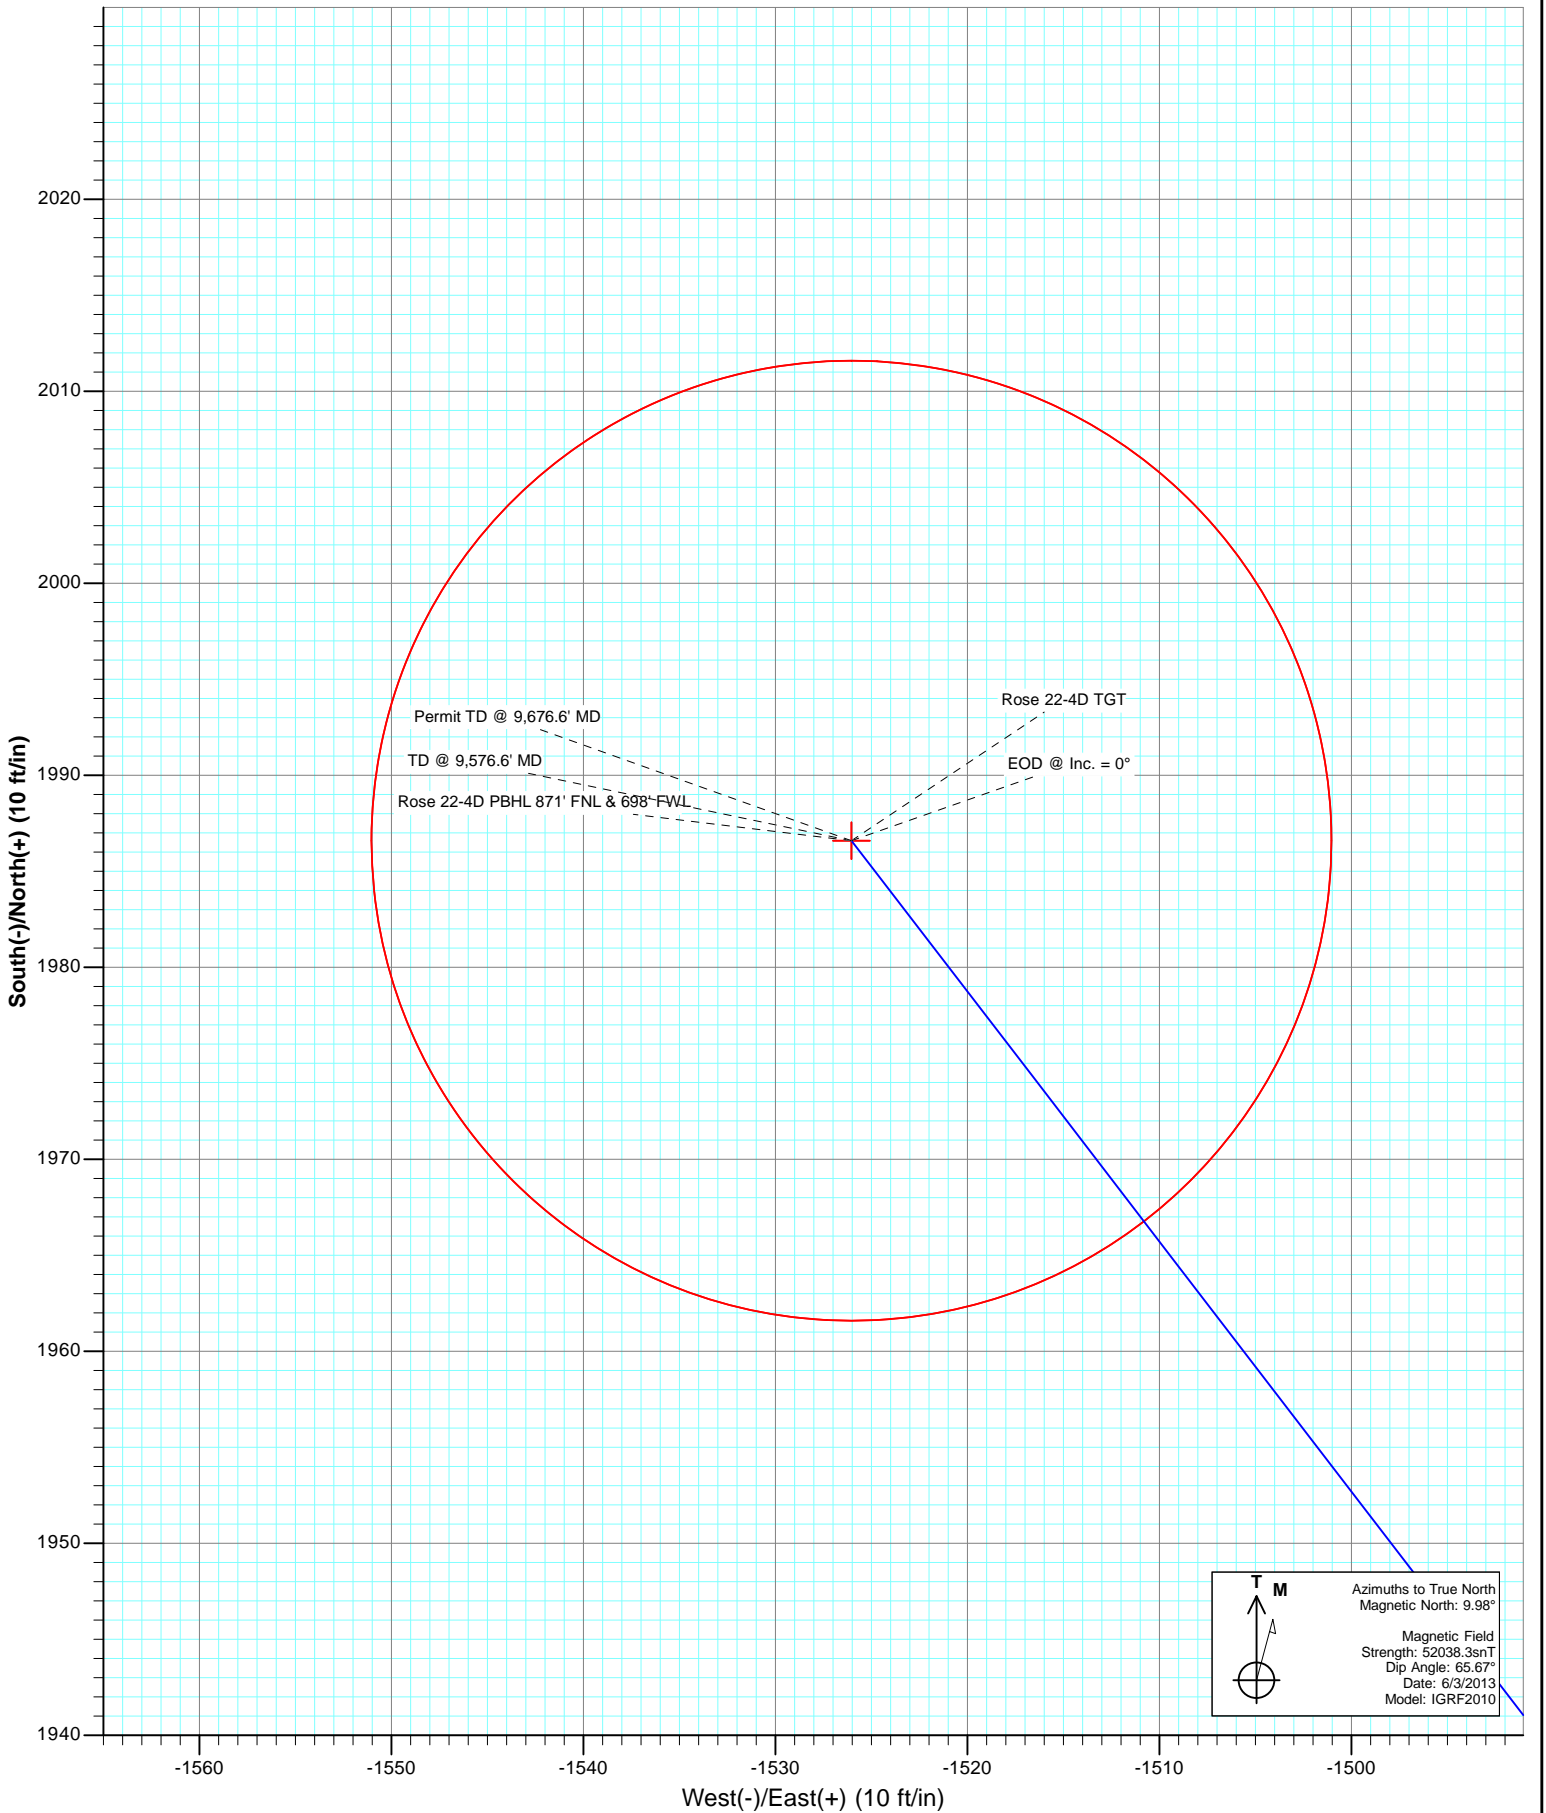 2020
2010
2000
1990
1980
1970
1960
1950
1940
South(-)/North(+) (10 ft/in)
Rose 22-4D TGT
Permit TD @ 9,676.6' MD
TD @ 9,576.6' MD
EOD @ Inc. = 0°
Rose 22-4D PBHL 871' FNL & 698' FWL
T M
Azimuths to True North
Magnetic North: 9.98°
Magnetic Field
Strength: 52038.3snT
Dip Angle: 65.67°
Date: 6/3/2013
Model: IGRF2010
-1560 -1550 -1540 -1530 -1520 -1510 -1500
West(-)/East(+) (10 ft/in)